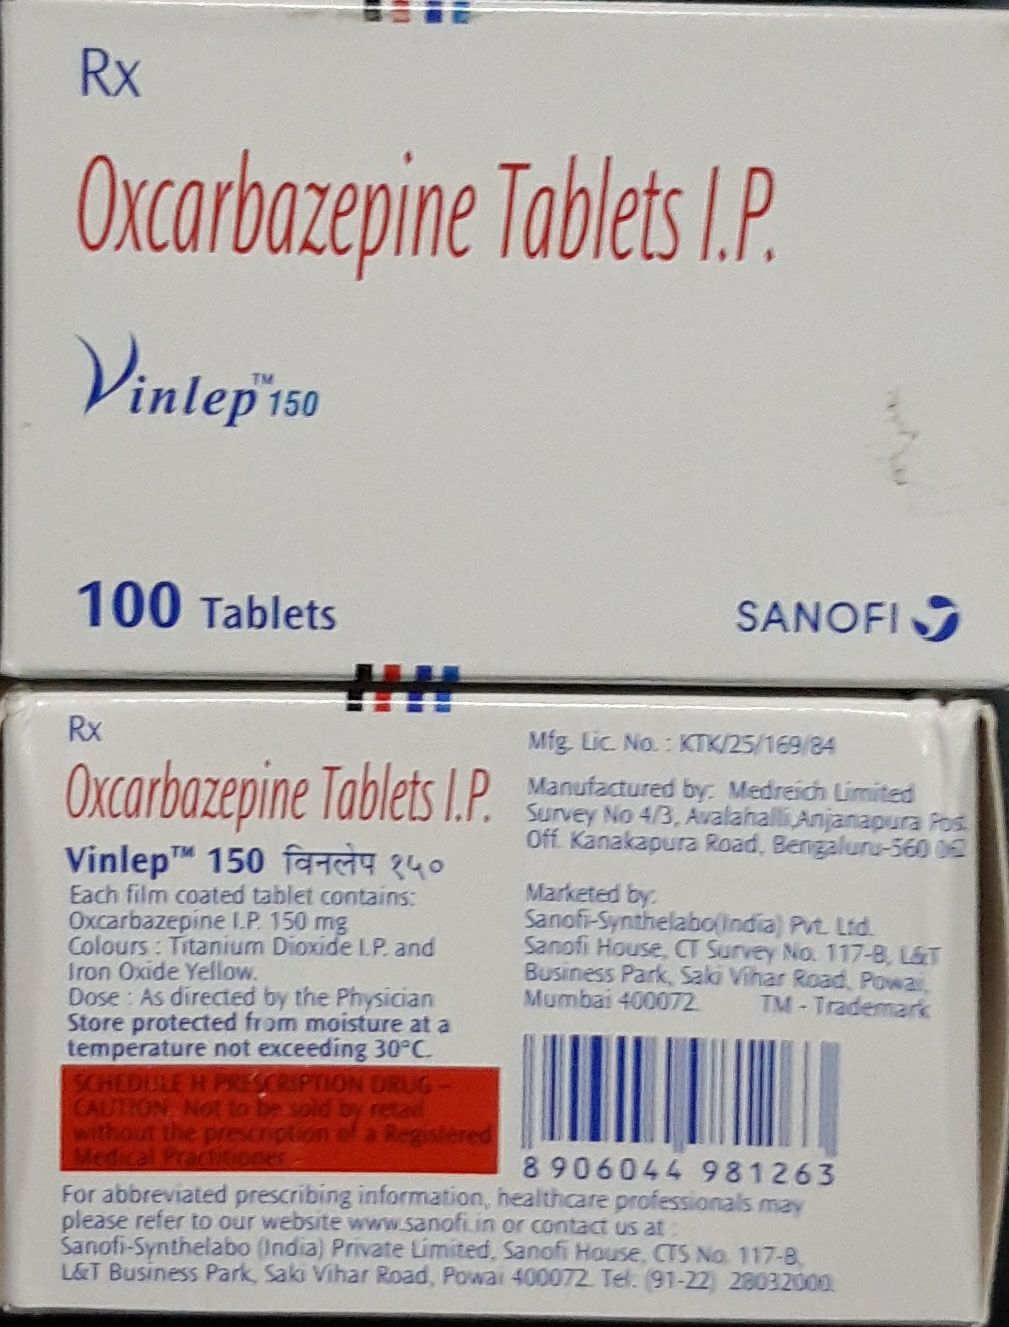 Rx
Oxcarbazepine Tablets I.P.
Vinlep™ 150
100 Tablets
SANOFI
Rx
Oxcarbazepine Tablets I.P.
Vinlep™ 150 विनलेप १५०
Each film coated tablet contains:
Oxcarbazepine I.P. 150 mg
Colours : Titanium Dioxide I.P. and
Iron Oxide Yellow.
Dose : As directed by the Physician
Store protected from moisture at a
temperature not exceeding 30°C.
SCHEDULE H PRESCRIPTION DRUG –
CAUTION: Not to be sold by retail
without the prescription of a Registered
Medical Practitioner
Mfg. Lic. No. : KTK/25/169/84
Manufactured by: Medreich Limited
Survey No 4/3, Avalahalli,Anjanapura Post
Off. Kanakapura Road, Bengaluru-560 062
Marketed by:
Sanofi-Synthelabo(India) Pvt. Ltd.
Sanofi House, CT Survey No. 117-B, L&T
Business Park, Saki Vihar Road, Powai,
Mumbai 400072. TM - Trademark
8 906044 981263
For abbreviated prescribing information, healthcare professionals may
please refer to our website www.sanofi.in or contact us at :
Sanofi-Synthelabo (India) Private Limited, Sanofi House, CTS No. 117-B,
L&T Business Park, Saki Vihar Road, Powai 400072. Tel: (91-22) 28032000.